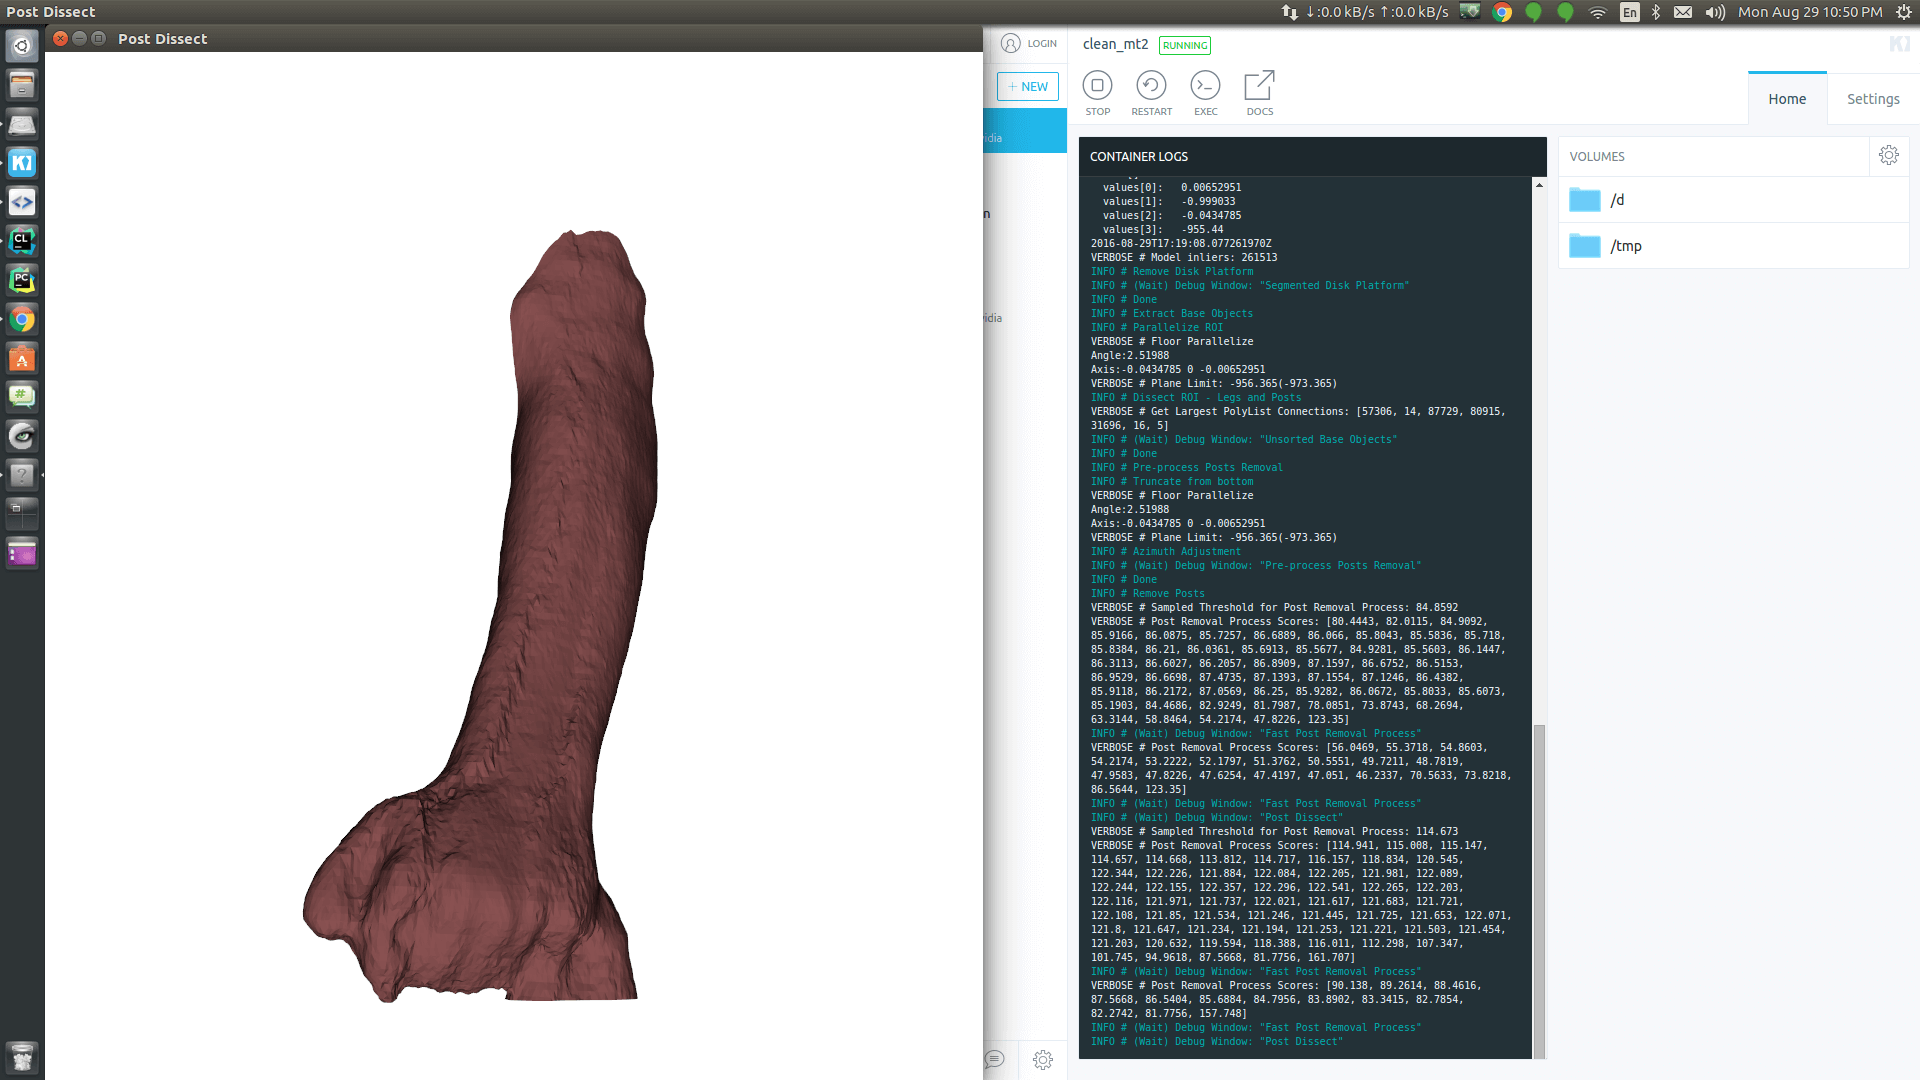 Post Dissect
↓:0.0 kB/s ↑:0.0 kB/s
En
Mon Aug 29 10:50 PM
Post Dissect
CL
PC
LOGIN
+ NEW
idia
n
idia
clean_mt2 RUNNING
STOP RESTART EXEC DOCS
Home Settings
CONTAINER LOGS
values[0]: 0.00652951
values[1]: -0.999033
values[2]: -0.0434785
values[3]: -955.44
2016-08-29T17:19:08.077261970Z
VERBOSE # Model inliers: 261513
INFO # Remove Disk Platform
INFO # (Wait) Debug Window: "Segmented Disk Platform"
INFO # Done
INFO # Extract Base Objects
INFO # Parallelize ROI
VERBOSE # Floor Parallelize
Angle:2.51988
Axis:-0.0434785 0 -0.00652951
VERBOSE # Plane Limit: -956.365(-973.365)
INFO # Dissect ROI - Legs and Posts
VERBOSE # Get Largest PolyList Connections: [57306, 14, 87729, 80915,
31696, 16, 5]
INFO # (Wait) Debug Window: "Unsorted Base Objects"
INFO # Done
INFO # Pre-process Posts Removal
INFO # Truncate from bottom
VERBOSE # Floor Parallelize
Angle:2.51988
Axis:-0.0434785 0 -0.00652951
VERBOSE # Plane Limit: -956.365(-973.365)
INFO # Azimuth Adjustment
INFO # (Wait) Debug Window: "Pre-process Posts Removal"
INFO # Done
INFO # Remove Posts
VERBOSE # Sampled Threshold for Post Removal Process: 84.8592
VERBOSE # Post Removal Process Scores: [80.4443, 82.0115, 84.9092,
85.9166, 86.0875, 85.7257, 86.6889, 86.066, 85.8043, 85.5836, 85.718,
85.8384, 86.21, 86.0361, 85.6913, 85.5677, 84.9281, 85.5603, 86.1447,
86.3113, 86.6027, 86.2057, 86.8909, 87.1597, 86.6752, 86.5153,
86.9529, 86.6698, 87.4735, 87.1393, 87.1554, 87.1246, 86.4382,
85.9118, 86.2172, 87.0569, 86.25, 85.9282, 86.0672, 85.8033, 85.6073,
85.1903, 84.4686, 82.9249, 81.7987, 78.0851, 73.8743, 68.2694,
63.3144, 58.8464, 54.2174, 47.8226, 123.35]
INFO # (Wait) Debug Window: "Fast Post Removal Process"
VERBOSE # Post Removal Process Scores: [56.0469, 55.3718, 54.8603,
54.2174, 53.2222, 52.1797, 51.3762, 50.5551, 49.7211, 48.7819,
47.9583, 47.8226, 47.6254, 47.4197, 47.051, 46.2337, 70.5633, 73.8218,
86.5644, 123.35]
INFO # (Wait) Debug Window: "Fast Post Removal Process"
INFO # (Wait) Debug Window: "Post Dissect"
VERBOSE # Sampled Threshold for Post Removal Process: 114.673
VERBOSE # Post Removal Process Scores: [114.941, 115.008, 115.147,
114.657, 114.668, 113.812, 114.717, 116.157, 118.834, 120.545,
122.344, 122.226, 121.884, 122.084, 122.205, 121.981, 122.089,
122.244, 122.155, 122.357, 122.296, 122.541, 122.265, 122.203,
122.116, 121.971, 121.737, 122.021, 121.617, 121.683, 121.721,
122.108, 121.85, 121.534, 121.246, 121.445, 121.725, 121.653, 122.071,
121.8, 121.647, 121.234, 121.194, 121.253, 121.221, 121.503, 121.454,
121.203, 120.632, 119.594, 118.388, 116.011, 112.298, 107.347,
101.745, 94.9618, 87.5668, 81.7756, 161.707]
INFO # (Wait) Debug Window: "Fast Post Removal Process"
VERBOSE # Post Removal Process Scores: [90.138, 89.2614, 88.4616,
87.5668, 86.5404, 85.6884, 84.7956, 83.8902, 83.3415, 82.7854,
82.2742, 81.7756, 157.748]
INFO # (Wait) Debug Window: "Fast Post Removal Process"
INFO # (Wait) Debug Window: "Post Dissect"
VOLUMES
/d
/tmp